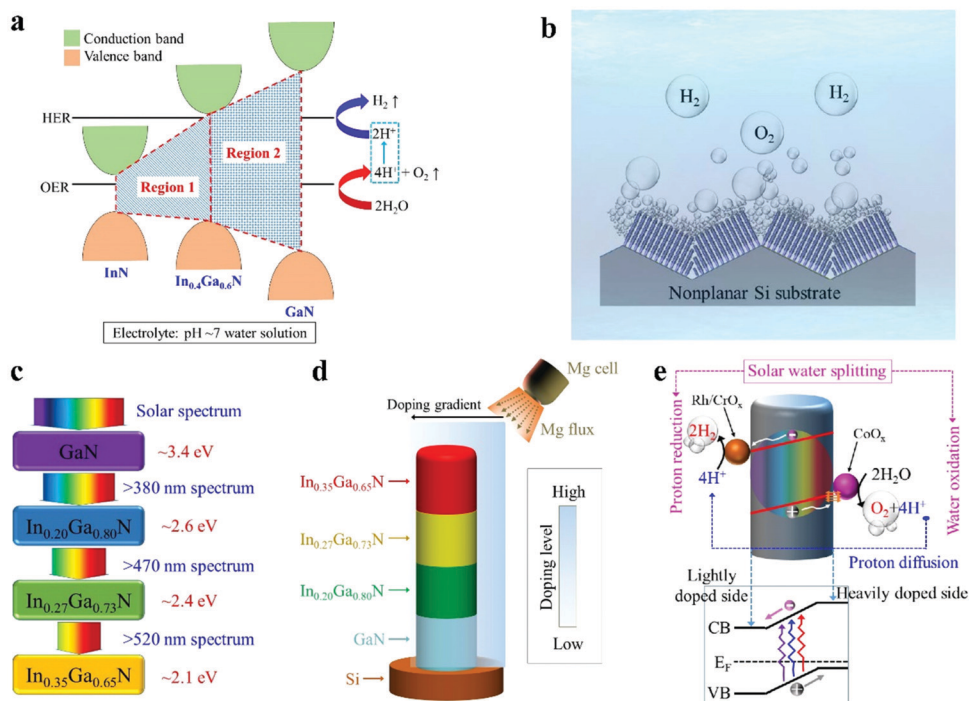 a
Conduction band
Valence band
HER
OER
Region 1
Region 2
H₂ ↑
2H⁺
4H⁺ + O₂ ↑
2H₂O
InN
In₀.₄Ga₀.₆N
GaN
Electrolyte: pH ~7 water solution
b
H₂
H₂
O₂
Nonplanar Si substrate
c
Solar spectrum
GaN
~3.4 eV
>380 nm spectrum
In₀.₂₀Ga₀.₈₀N
~2.6 eV
>470 nm spectrum
In₀.₂₇Ga₀.₇₃N
~2.4 eV
>520 nm spectrum
In₀.₃₅Ga₀.₆₅N
~2.1 eV
d
Mg cell
Mg flux
Doping gradient
In₀.₃₅Ga₀.₆₅N
In₀.₂₇Ga₀.₇₃N
In₀.₂₀Ga₀.₈₀N
GaN
Si
High
Doping level
Low
e
Solar water splitting
Proton reduction
Water oxidation
Rh/CrOₓ
2H₂
4H⁺
CoOₓ
2H₂O
O₂+4H⁺
Proton diffusion
Lightly
doped side
Heavily doped side
CB
E_F
VB